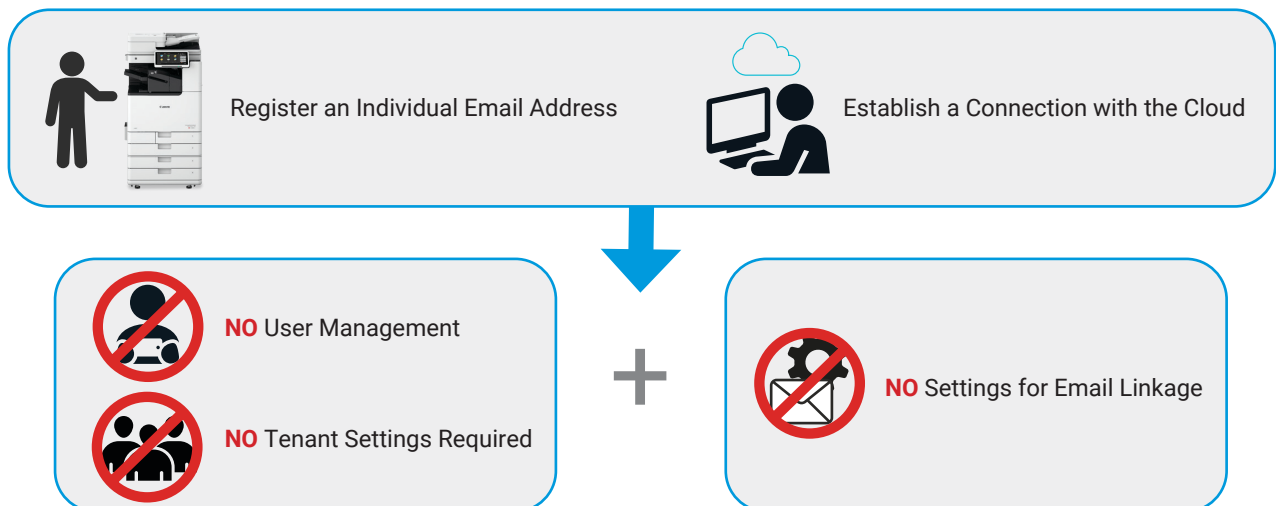 Register an Individual Email Address
Establish a Connection with the Cloud
NO User Management
NO Tenant Settings Required
NO Settings for Email Linkage